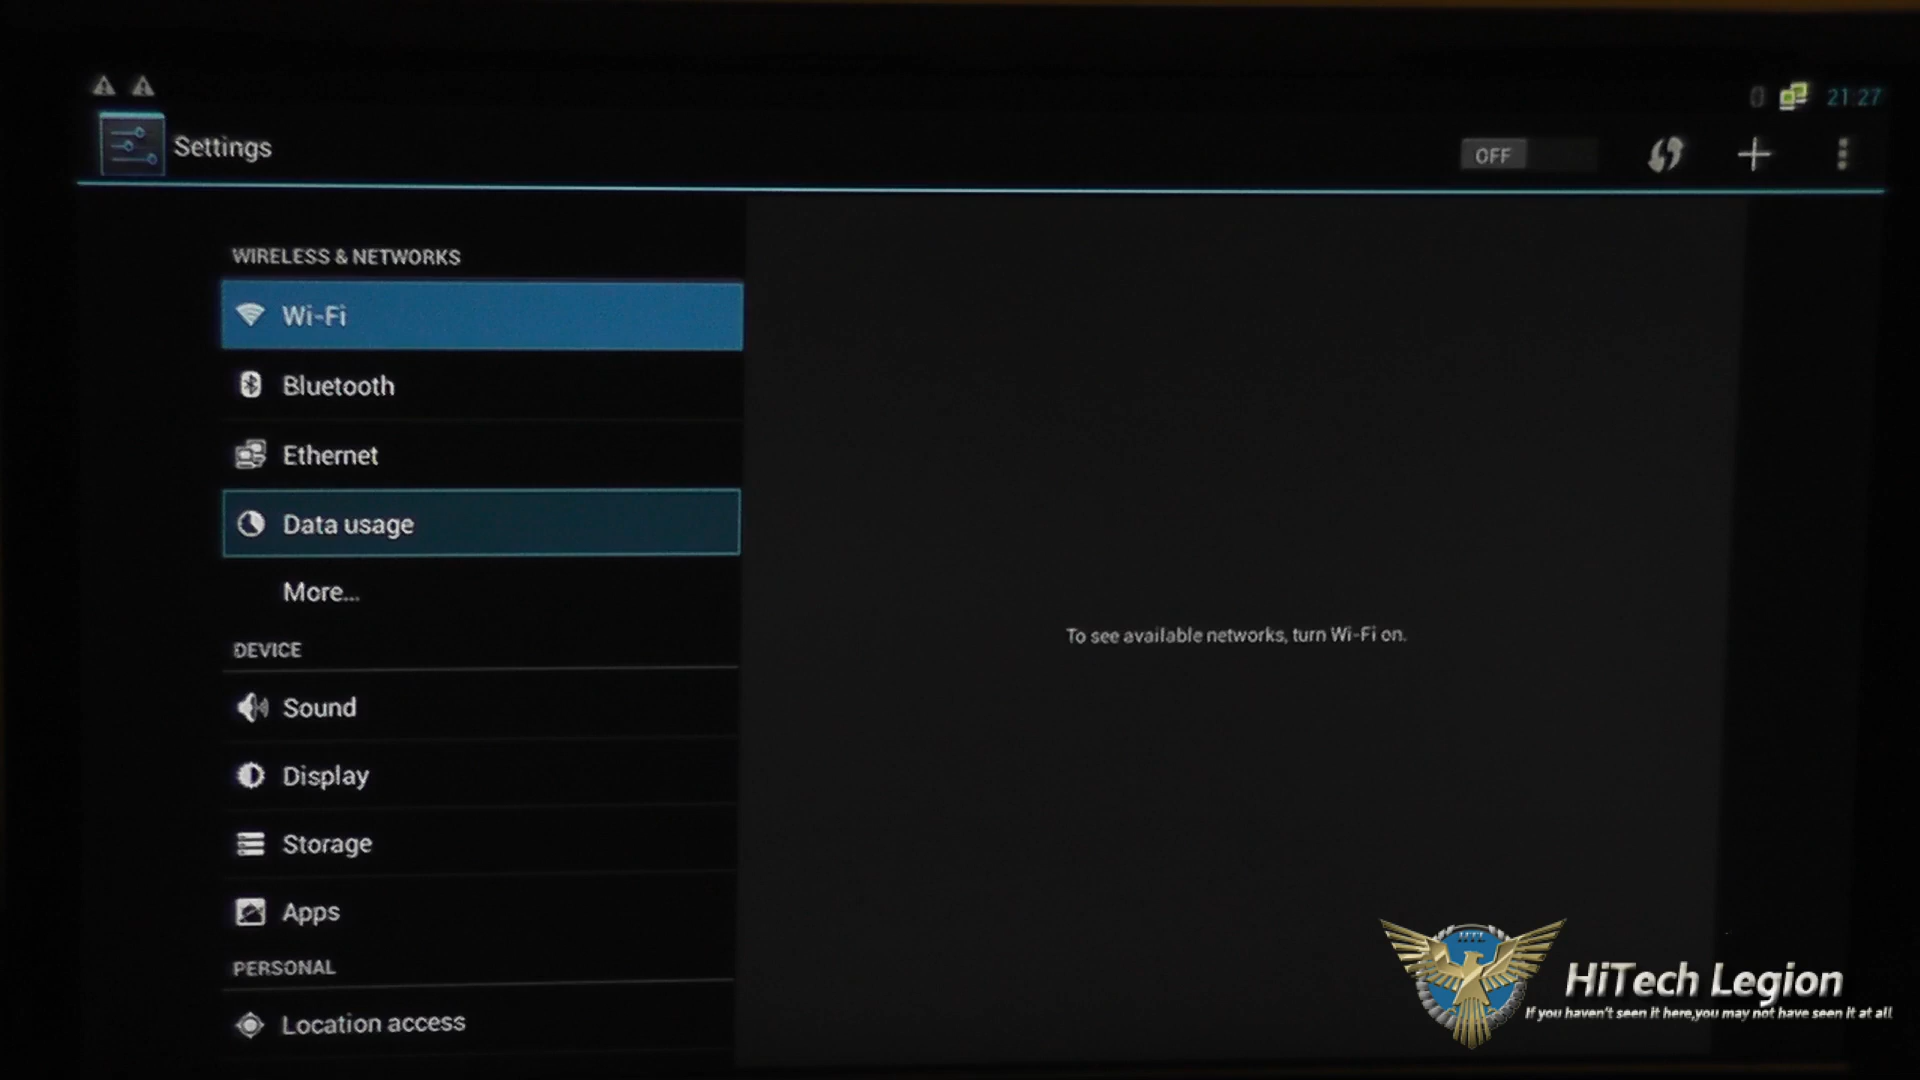 21:27
Settings
OFF
WIRELESS & NETWORKS
Wi-Fi
Bluetooth
Ethernet
Data usage
More...
To see available networks, turn Wi-Fi on.
DEVICE
Sound
Display
Storage
Apps
PERSONAL
Location access
HiTech Legion
If you haven't seen it here,you may not have seen it at all